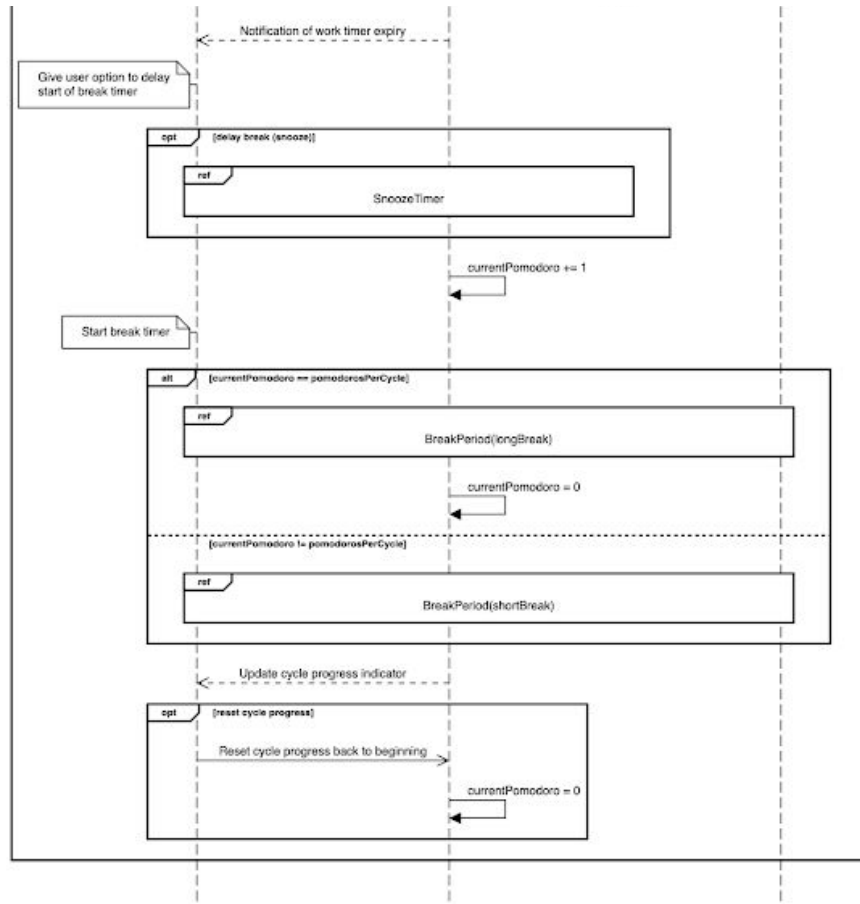 Notification of work timer expiry
Give user option to delay
start of break timer
opt
[delay break (snooze)]
ref
SnoozeTimer
currentPomodoro += 1
Start break timer
alt
[currentPomodoro == pomodorosPerCycle]
ref
BreakPeriod(longBreak)
currentPomodoro = 0
[currentPomodoro != pomodorosPerCycle]
ref
BreakPeriod(shortBreak)
Update cycle progress indicator
opt
[reset cycle progress]
Reset cycle progress back to beginning
currentPomodoro = 0